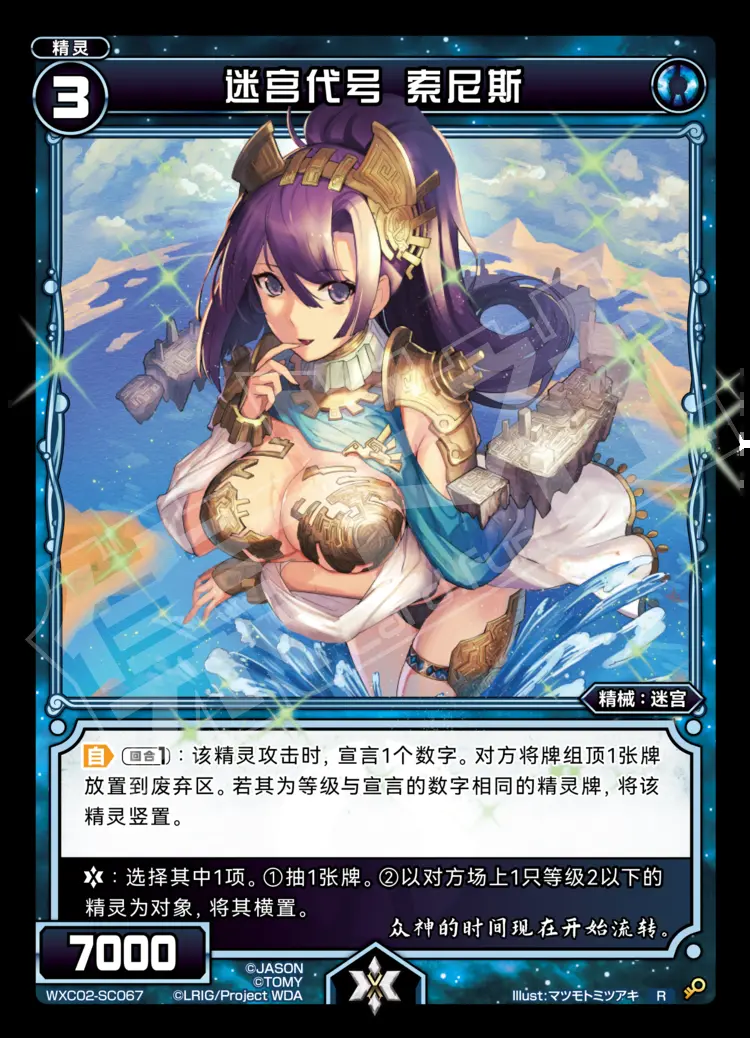 精灵
3
迷宫代号 索尼斯
精械：迷宫
自 回合1：该精灵攻击时，宣言1个数字。对方将牌组顶1张牌
放置到废弃区。若其为等级与宣言的数字相同的精灵牌，将该
精灵竖置。
：选择其中1项。①抽1张牌。②以对方场上1只等级2以下的
精灵为对象，将其横置。
众神的时间现在开始流转。
7000
©JASON
©TOMY
WXC02-SC067 ©LRIG/Project WDA
Illust:マツモトミツアキ R